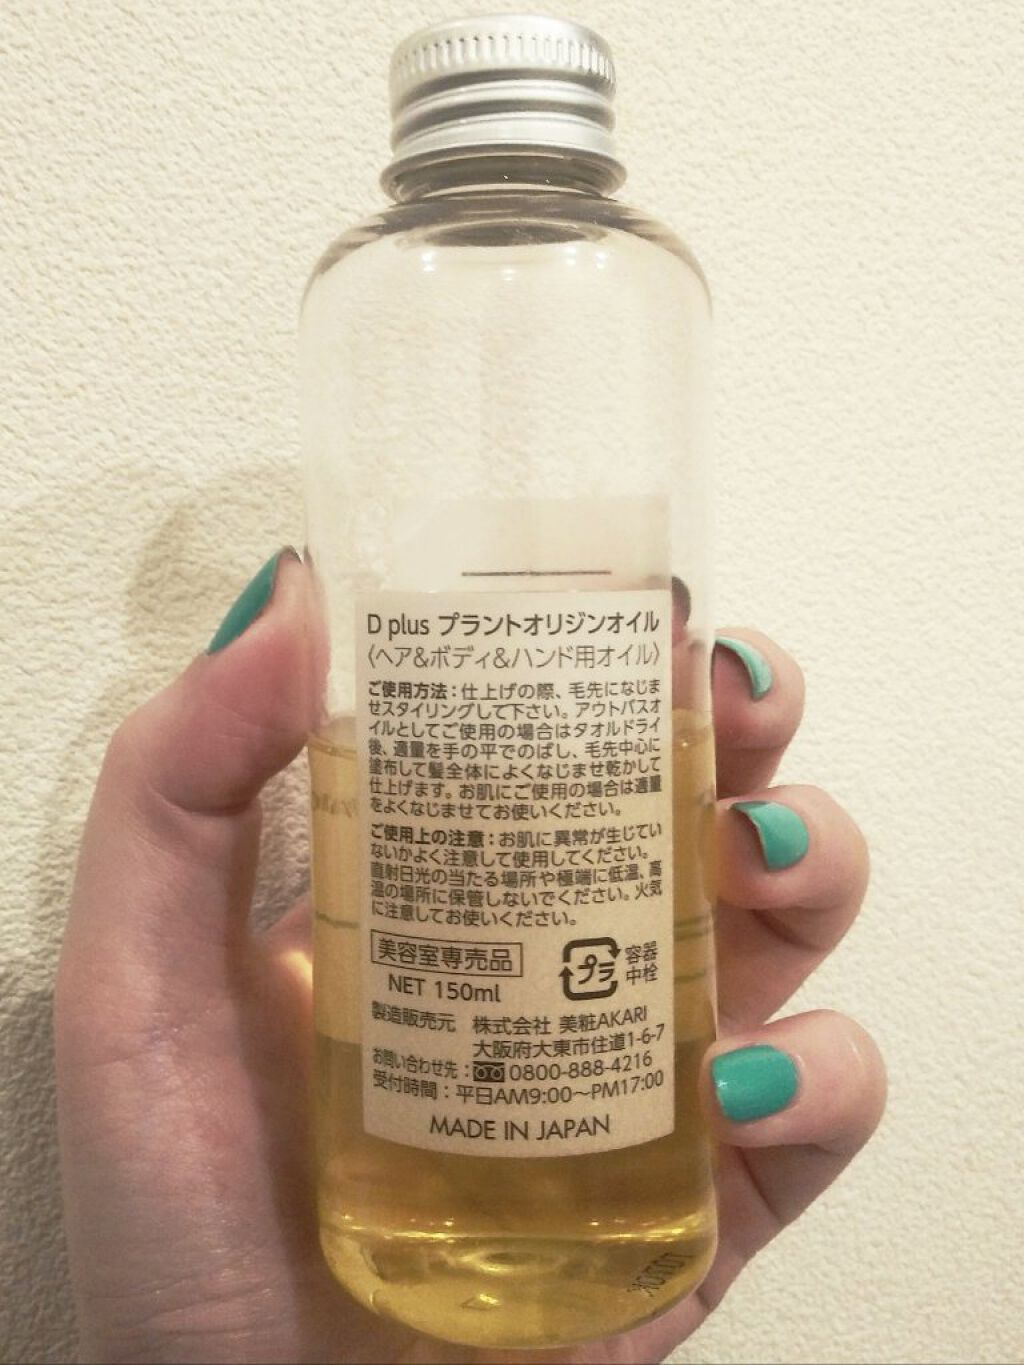 D plus プラントオリジンオイル
〈ヘア&ボディ&ハンド用オイル〉
ご使用方法：仕上げの際、毛先になじま
せスタイリングして下さい。アウトバスオ
イルとしてご使用の場合はタオルドライ
後、適量を手の平でのばし、毛先中心に
塗布して髪全体によくなじませ乾かして
仕上げます。お肌にご使用の場合は適量
をよくなじませてお使いください。
ご使用上の注意：お肌に異常が生じてい
ないかよく注意して使用してください。
直射日光の当たる場所や極端に低温、高
温の場所に保管しないでください。火気
に注意してお使いください。
美容室専売品
プラ 容器
中栓
NET 150ml
製造販売元 株式会社 美粧AKARI
大阪府大東市住道1-6-7
お問い合わせ先：0800-888-4216
受付時間：平日AM9:00〜PM17:00
MADE IN JAPAN